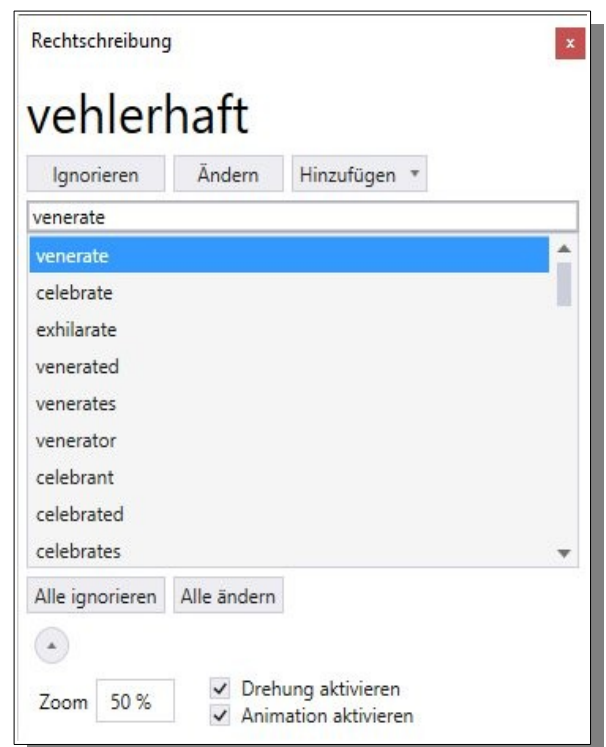 Rechtschreibung x
vehlerhaft
Ignorieren Ändern Hinzufügen
venerate
venerate
celebrate
exhilarate
venerated
venerates
venerator
celebrant
celebrated
celebrates
Alle ignorieren Alle ändern
Zoom 50 % Drehung aktivieren
Animation aktivieren